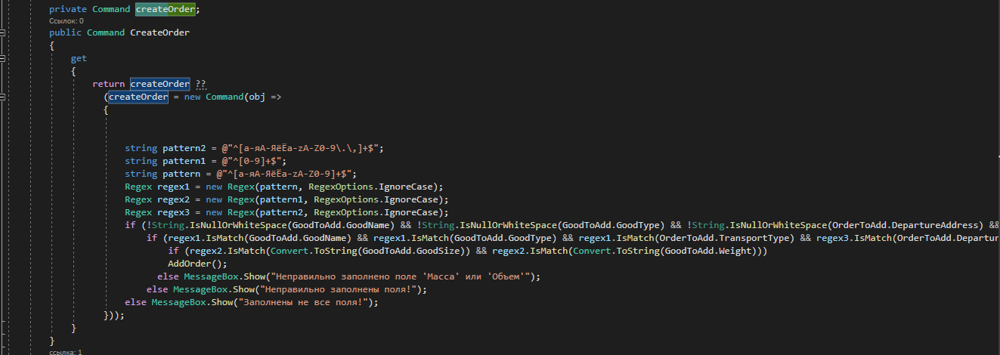 private Command createOrder;
Ссылок: 0
public Command CreateOrder
{
get
{
return createOrder ??
(createOrder = new Command(obj =>
{
string pattern2 = @"^[а-яА-ЯёЁa-zA-Z0-9\.\,]+$";
string pattern1 = @"^[0-9]+$";
string pattern = @"^[а-яА-ЯёЁa-zA-Z0-9]+$";
Regex regex1 = new Regex(pattern, RegexOptions.IgnoreCase);
Regex regex2 = new Regex(pattern1, RegexOptions.IgnoreCase);
Regex regex3 = new Regex(pattern2, RegexOptions.IgnoreCase);
if (!String.IsNullOrWhiteSpace(GoodToAdd.GoodName) && !String.IsNullOrWhiteSpace(GoodToAdd.GoodType) && !String.IsNullOrWhiteSpace(OrderToAdd.DepartureAddress) &&
if (regex1.IsMatch(GoodToAdd.GoodName) && regex1.IsMatch(GoodToAdd.GoodType) && regex1.IsMatch(OrderToAdd.TransportType) && regex3.IsMatch(OrderToAdd.Departur
if (regex2.IsMatch(Convert.ToString(GoodToAdd.GoodSize)) && regex2.IsMatch(Convert.ToString(GoodToAdd.Weight)))
AddOrder();
else MessageBox.Show("Неправильно заполнено поле 'Масса' или 'Объем'");
else MessageBox.Show("Неправильно заполнены поля!");
else MessageBox.Show("Заполнены не все поля!");
}));
}
}
ссылка: 1